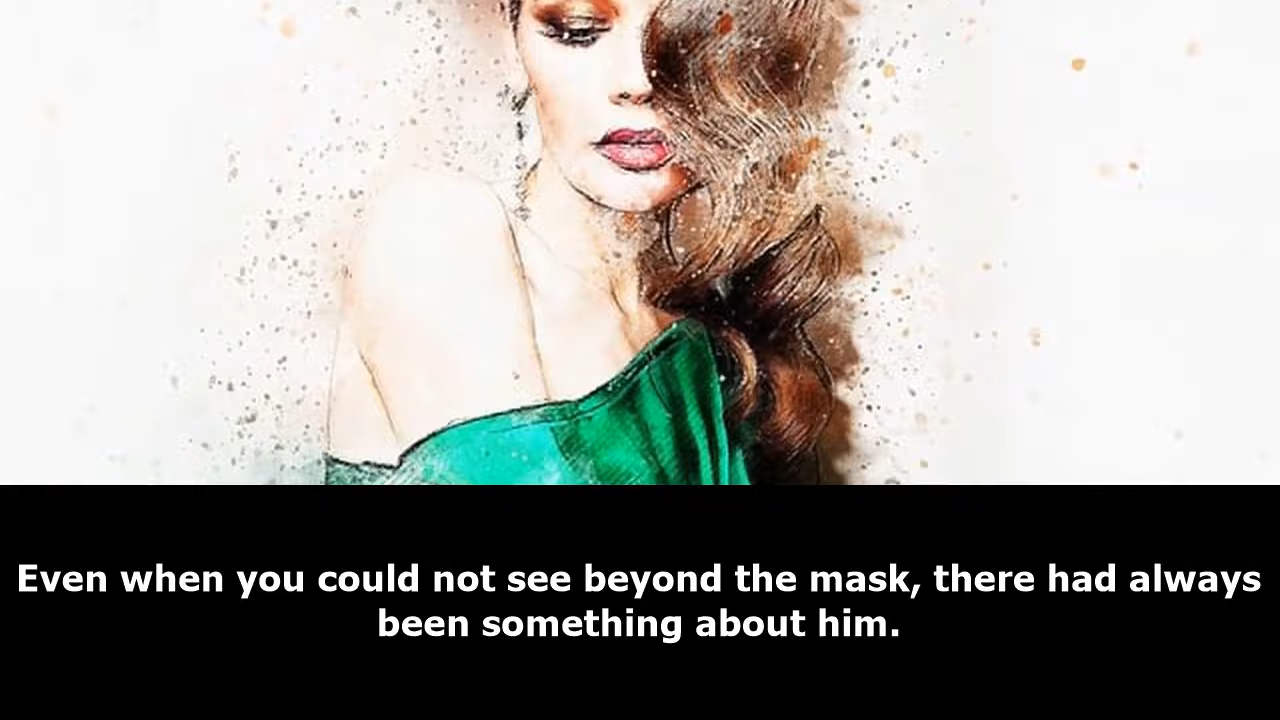 Even when you could not see beyond the mask, there had always
been something about him.